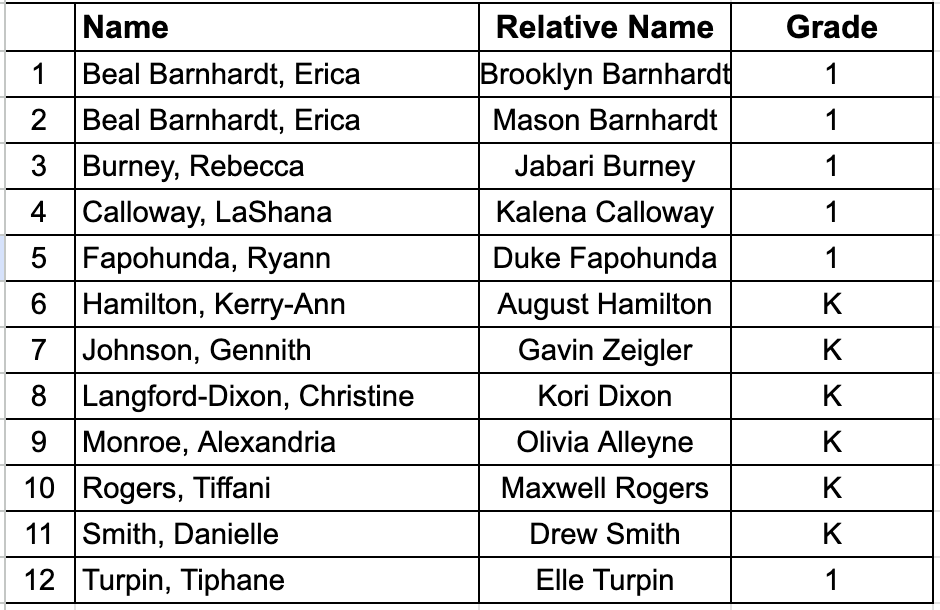 Name Relative Name Grade
1 Beal Barnhardt, Erica Brooklyn Barnhardt 1
2 Beal Barnhardt, Erica Mason Barnhardt 1
3 Burney, Rebecca Jabari Burney 1
4 Calloway, LaShana Kalena Calloway 1
5 Fapohunda, Ryann Duke Fapohunda 1
6 Hamilton, Kerry-Ann August Hamilton K
7 Johnson, Gennith Gavin Zeigler K
8 Langford-Dixon, Christine Kori Dixon K
9 Monroe, Alexandria Olivia Alleyne K
10 Rogers, Tiffani Maxwell Rogers K
11 Smith, Danielle Drew Smith K
12 Turpin, Tiphane Elle Turpin 1